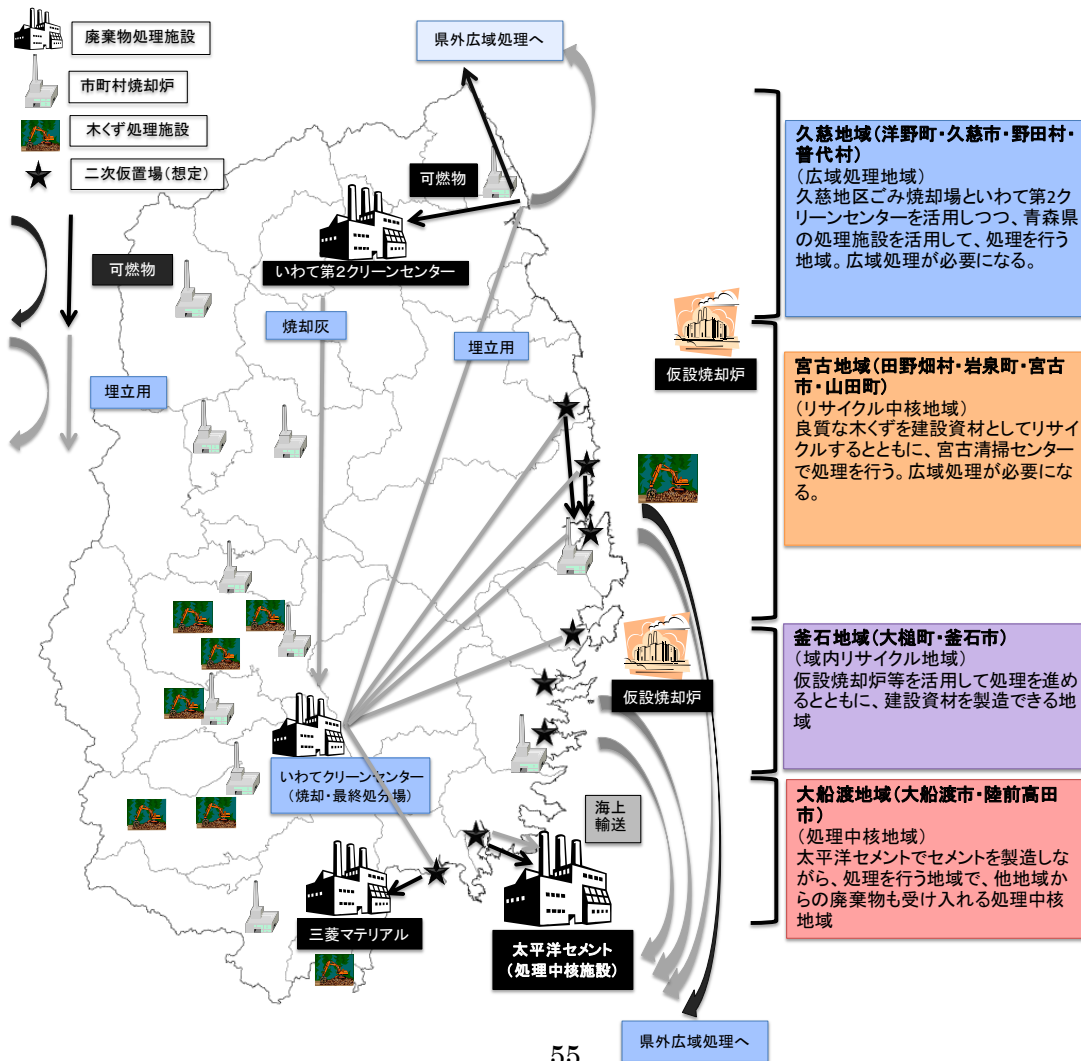 廃棄物処理施設
市町村焼却炉
木くず処理施設
二次仮置場(想定)
可燃物
埋立用
県外広域処理へ
可燃物
いわて第2クリーンセンター
焼却灰
埋立用
仮設焼却炉
仮設焼却炉
いわてクリーンセンター
(焼却・最終処分場)
海上
輸送
三菱マテリアル
太平洋セメント
(処理中核施設)
県外広域処理へ
久慈地域(洋野町・久慈市・野田村・
普代村)
(広域処理地域)
久慈地区ごみ焼却場といわて第2ク
リーンセンターを活用しつつ、青森県
の処理施設を活用して、処理を行う
地域。広域処理が必要になる。
宮古地域(田野畑村・岩泉町・宮古
市・山田町)
(リサイクル中核地域)
良質な木くずを建設資材としてリサイ
クルするとともに、宮古清掃センター
で処理を行う。広域処理が必要にな
る。
釜石地域(大槌町・釜石市)
(域内リサイクル地域)
仮設焼却炉等を活用して処理を進め
るとともに、建設資材を製造できる地
域
大船渡地域(大船渡市・陸前高田
市)
(処理中核地域)
太平洋セメントでセメントを製造しな
がら、処理を行う地域で、他地域か
らの廃棄物も受け入れる処理中核
地域
55